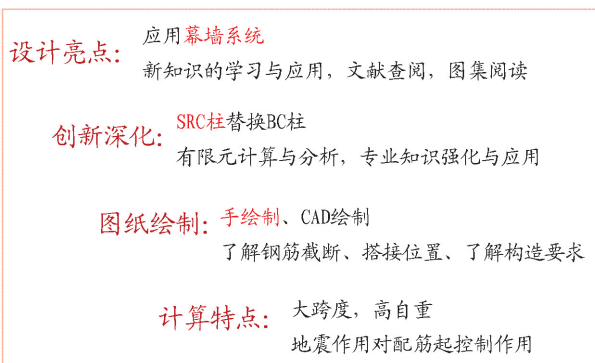 设计亮点：
应用幕墙系统
新知识的学习与应用，文献查阅，图集阅读
创新深化：
SRC柱替换BC柱
有限元计算与分析，专业知识强化与应用
图纸绘制：
手绘制、CAD绘制
了解钢筋截断、搭接位置、了解构造要求
计算特点：
大跨度，高自重
地震作用对配筋起控制作用